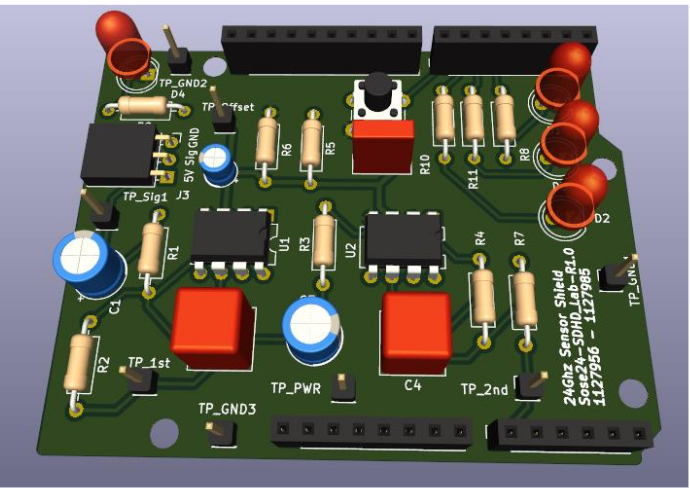 TP_GND2
D4
TP_Offset
5V Sig GND
J3
TP_Sig1
R6
R5
R10
R11
R8
D2
R1
U1
R3
U2
R4
R7
C1
R2
TP_1st
TP_PWR
C4
TP_2nd
TP_GND3
24Ghz Sensor Shield
Sose24-SDHD_Lab-R1.0
1127956 - 1127985